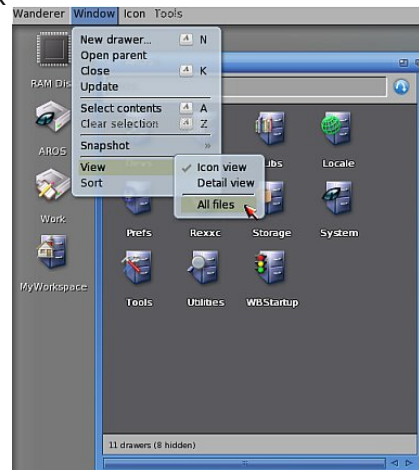 Wanderer Window Icon Tools
New drawer... A N
Open parent
Close A K
Update
Select contents A A
Clear selection A Z
Snapshot »
View
Sort
Icon view
Detail view
All files
RAM Dis
AROS
Work
MyWorkspace
Locale
Prefs Rexxc Storage System
Tools Utilities WBStartup
11 drawers (8 hidden)